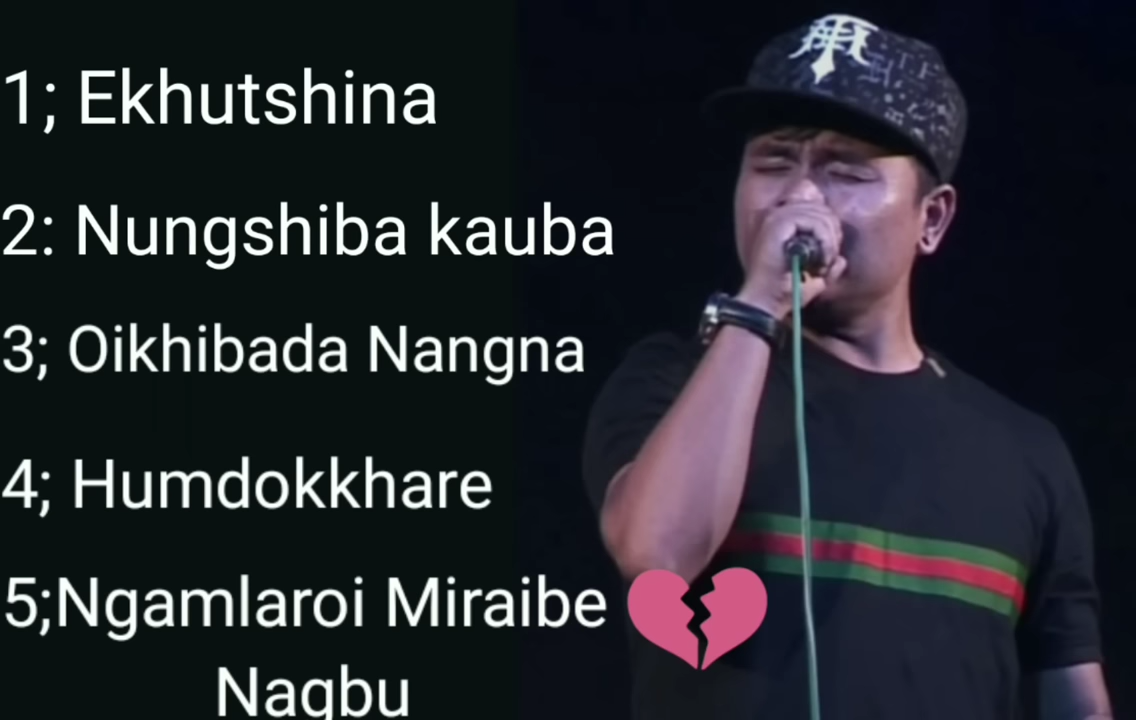 1; Ekhutshina
2: Nungshiba kauba
3; Oikhibada Nangna
4; Humdokkhare
5;Ngamlaroi Miraibe
Nagbu